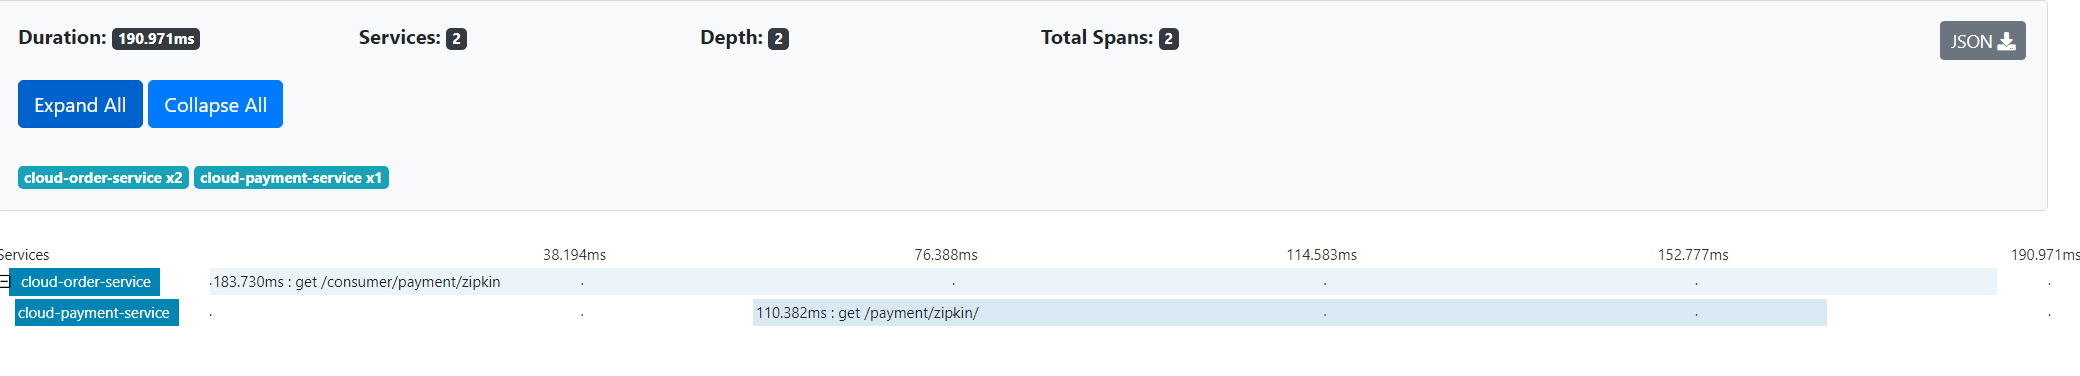 Duration: 190.971ms Services: 2 Depth: 2 Total Spans: 2 JSON
Expand All Collapse All
cloud-order-service x2 cloud-payment-service x1
Services 38.194ms 76.388ms 114.583ms 152.777ms 190.971ms
cloud-order-service 183.730ms : get /consumer/payment/zipkin
cloud-payment-service 110.382ms : get /payment/zipkin/